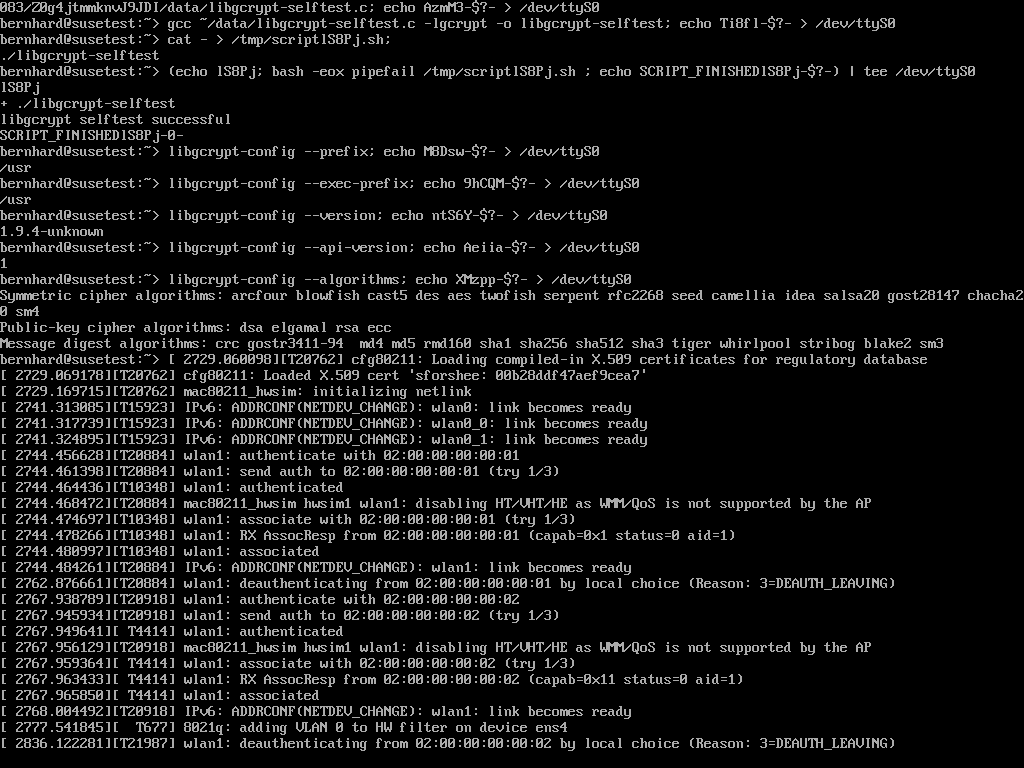 083/Z0g4jtmmknvJ9JDI/data/libgcrypt-selftest.c; echo AzmM3-$?- > /dev/ttyS0
bernhard@susetest:~> gcc ~/data/libgcrypt-selftest.c -lgcrypt -o libgcrypt-selftest; echo Ti8fl-$?- > /dev/ttyS0
bernhard@susetest:~> cat - > /tmp/scriptlS8Pj.sh;
./libgcrypt-selftest
bernhard@susetest:~> (echo lS8Pj; bash -eox pipefail /tmp/scriptlS8Pj.sh ; echo SCRIPT_FINISHEDlS8Pj-$?-) | tee /dev/ttyS0
lS8Pj
+ ./libgcrypt-selftest
libgcrypt selftest successful
SCRIPT_FINISHEDlS8Pj-0-
bernhard@susetest:~> libgcrypt-config --prefix; echo M8Dsw-$?- > /dev/ttyS0
/usr
bernhard@susetest:~> libgcrypt-config --exec-prefix; echo 9hCQM-$?- > /dev/ttyS0
/usr
bernhard@susetest:~> libgcrypt-config --version; echo ntS6Y-$?- > /dev/ttyS0
1.9.4-unknown
bernhard@susetest:~> libgcrypt-config --api-version; echo Aeiia-$?- > /dev/ttyS0
1
bernhard@susetest:~> libgcrypt-config --algorithms; echo XMzpp-$?- > /dev/ttyS0
Symmetric cipher algorithms: arcfour blowfish cast5 des aes twofish serpent rfc2268 seed camellia idea salsa20 gost28147 chacha2
0 sm4
Public-key cipher algorithms: dsa elgamal rsa ecc
Message digest algorithms: crc gostr3411-94  md4 md5 rmd160 sha1 sha256 sha512 sha3 tiger whirlpool stribog blake2 sm3
bernhard@susetest:~> [ 2729.060098][T20762] cfg80211: Loading compiled-in X.509 certificates for regulatory database
[ 2729.069178][T20762] cfg80211: Loaded X.509 cert 'sforshee: 00b28ddf47aef9cea7'
[ 2729.169715][T20762] mac80211_hwsim: initializing netlink
[ 2741.313085][T15923] IPv6: ADDRCONF(NETDEV_CHANGE): wlan0: link becomes ready
[ 2741.317739][T15923] IPv6: ADDRCONF(NETDEV_CHANGE): wlan0_0: link becomes ready
[ 2741.324895][T15923] IPv6: ADDRCONF(NETDEV_CHANGE): wlan0_1: link becomes ready
[ 2744.456628][T20884] wlan1: authenticate with 02:00:00:00:00:01
[ 2744.461398][T20884] wlan1: send auth to 02:00:00:00:00:01 (try 1/3)
[ 2744.464436][T10348] wlan1: authenticated
[ 2744.468472][T20884] mac80211_hwsim hwsim1 wlan1: disabling HT/VHT/HE as WMM/QoS is not supported by the AP
[ 2744.474697][T10348] wlan1: associate with 02:00:00:00:00:01 (try 1/3)
[ 2744.478266][T10348] wlan1: RX AssocResp from 02:00:00:00:00:01 (capab=0x1 status=0 aid=1)
[ 2744.480997][T10348] wlan1: associated
[ 2744.484261][T20884] IPv6: ADDRCONF(NETDEV_CHANGE): wlan1: link becomes ready
[ 2762.876661][T20884] wlan1: deauthenticating from 02:00:00:00:00:01 by local choice (Reason: 3=DEAUTH_LEAVING)
[ 2767.938789][T20918] wlan1: authenticate with 02:00:00:00:00:02
[ 2767.945934][T20918] wlan1: send auth to 02:00:00:00:00:02 (try 1/3)
[ 2767.949641][ T4414] wlan1: authenticated
[ 2767.956129][T20918] mac80211_hwsim hwsim1 wlan1: disabling HT/VHT/HE as WMM/QoS is not supported by the AP
[ 2767.959364][ T4414] wlan1: associate with 02:00:00:00:00:02 (try 1/3)
[ 2767.963433][ T4414] wlan1: RX AssocResp from 02:00:00:00:00:02 (capab=0x11 status=0 aid=1)
[ 2767.965850][ T4414] wlan1: associated
[ 2768.004492][T20918] IPv6: ADDRCONF(NETDEV_CHANGE): wlan1: link becomes ready
[ 2777.541845][  T677] 8021q: adding VLAN 0 to HW filter on device ens4
[ 2836.122281][T21987] wlan1: deauthenticating from 02:00:00:00:00:02 by local choice (Reason: 3=DEAUTH_LEAVING)